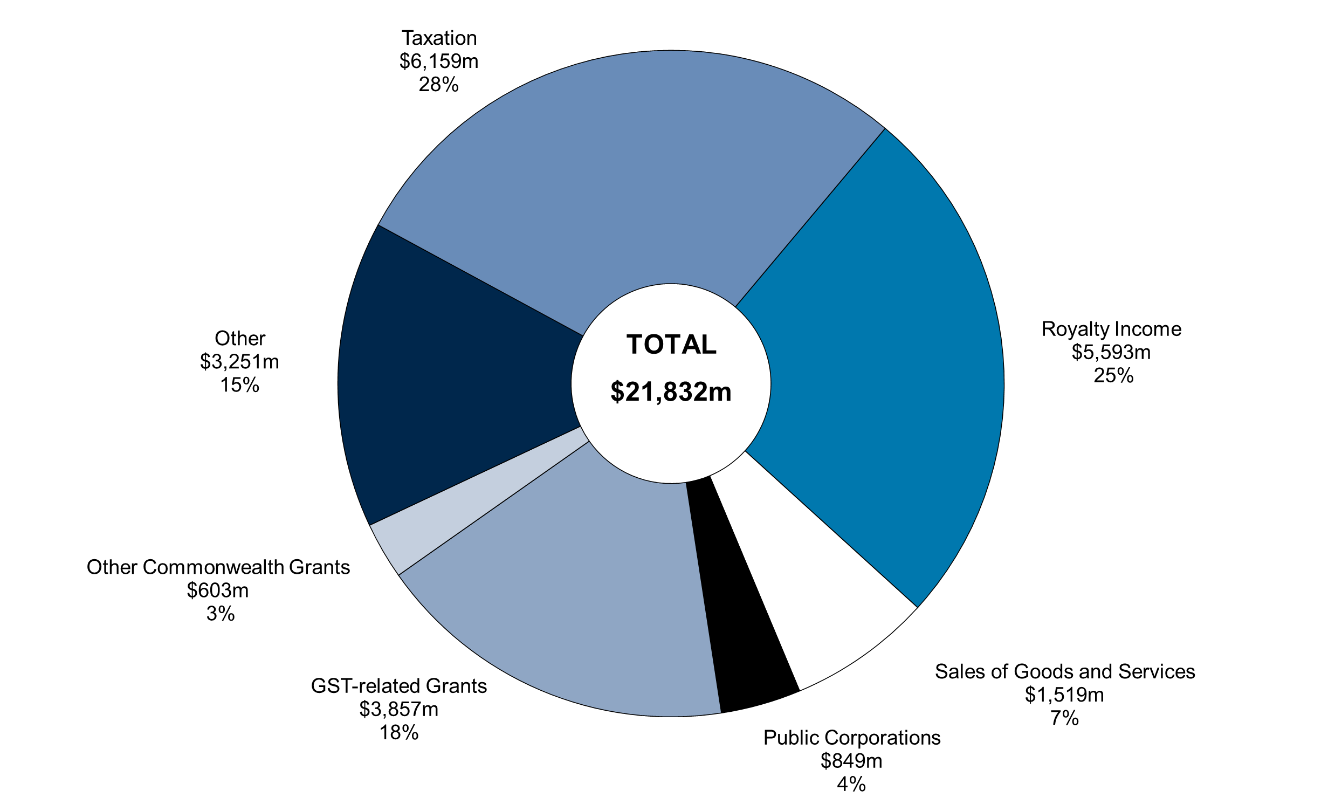 Taxation
$6,159m
28%
Royalty Income
$5,593m
25%
Other
$3,251m
15%
TOTAL
$21,832m
Other Commonwealth Grants
$603m
3%
GST-related Grants
$3,857m
18%
Sales of Goods and Services
$1,519m
7%
Public Corporations
$849m
4%